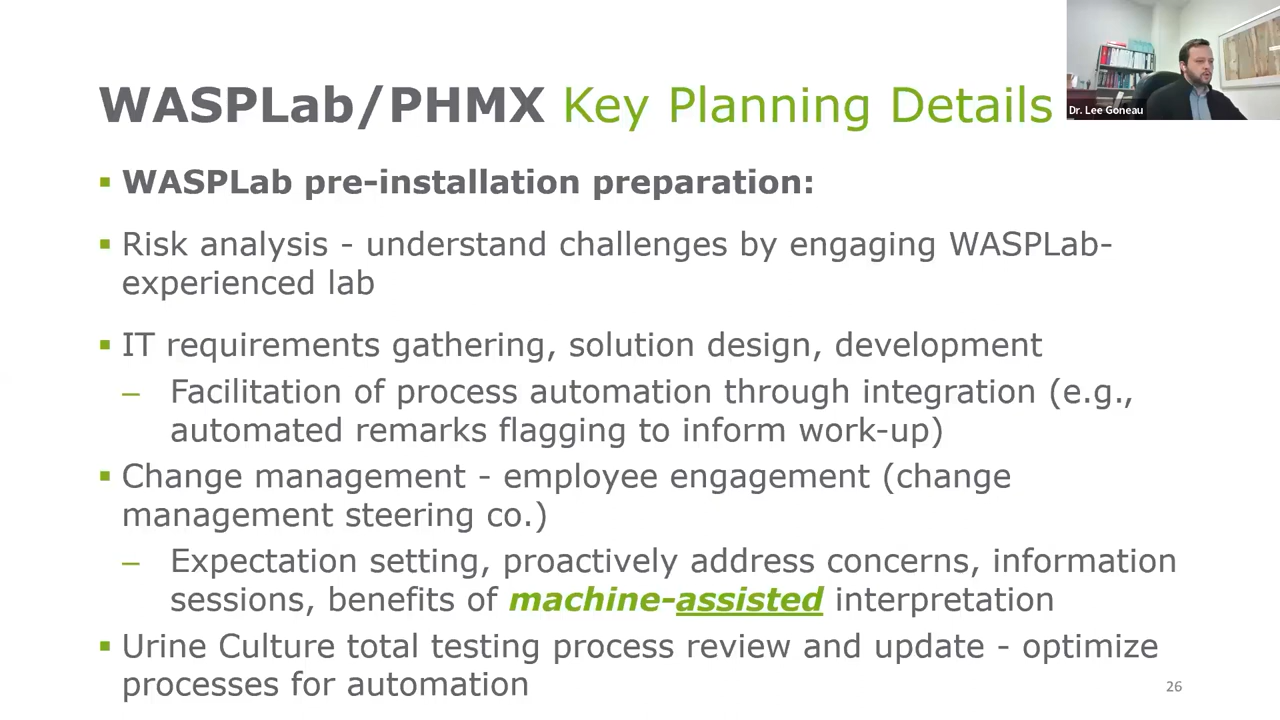 WASPLab/PHMX Key Planning Details
Dr. Lee Goneau
▪ WASPLab pre-installation preparation:
▪ Risk analysis - understand challenges by engaging WASPLab-
experienced lab
▪ IT requirements gathering, solution design, development
– Facilitation of process automation through integration (e.g.,
automated remarks flagging to inform work-up)
▪ Change management - employee engagement (change
management steering co.)
– Expectation setting, proactively address concerns, information
sessions, benefits of machine-assisted interpretation
▪ Urine Culture total testing process review and update - optimize
processes for automation
26